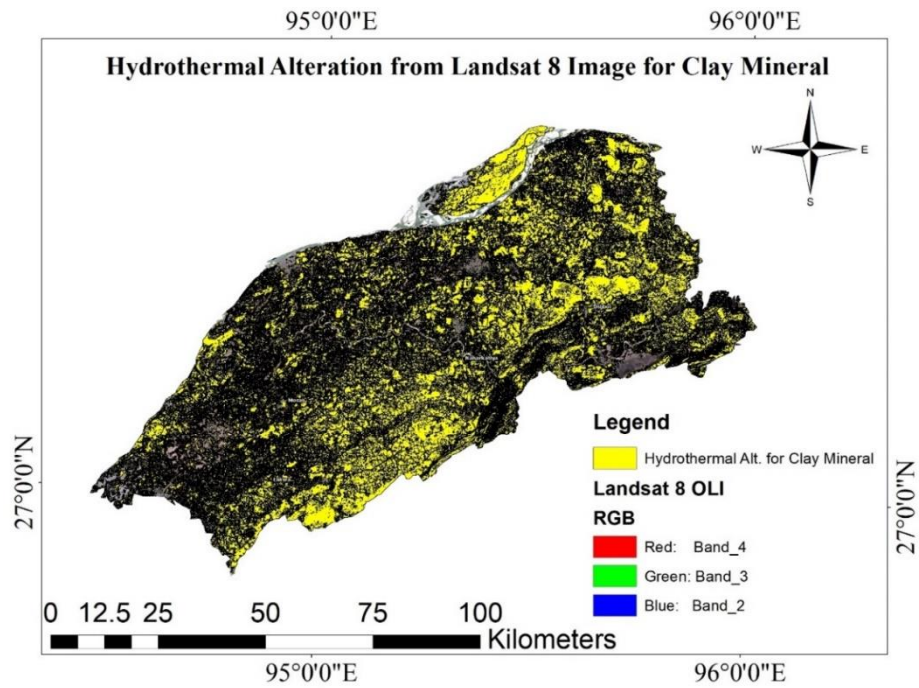 95°0'0"E 96°0'0"E
Hydrothermal Alteration from Landsat 8 Image for Clay Mineral
N
W E
S
27°0'0"N
27°0'0"N
Legend
Hydrothermal Alt. for Clay Mineral
Landsat 8 OLI
RGB
Red: Band_4
Green: Band_3
Blue: Band_2
0 12.5 25 50 75 100
Kilometers
95°0'0"E 96°0'0"E